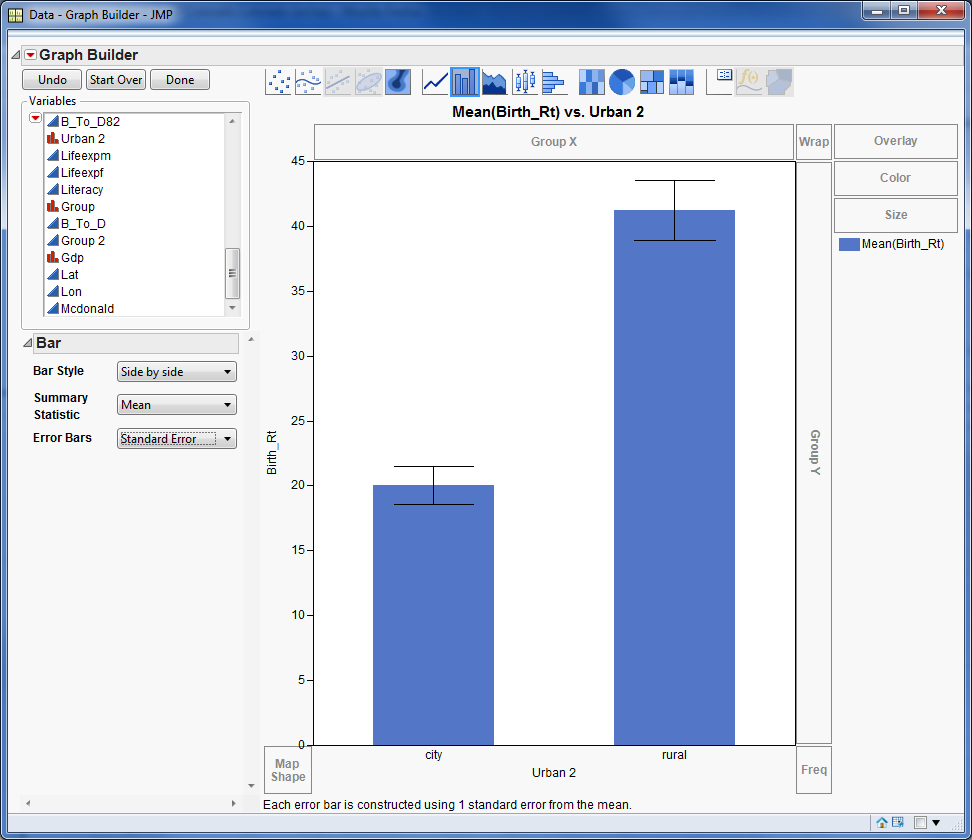 Data - Graph Builder - JMP
Graph Builder
Undo Start Over Done
Variables
B_To_D82
Urban 2
Lifeexpm
Lifeexpf
Literacy
Group
B_To_D
Group 2
Gdp
Lat
Lon
Mcdonald
Bar
Bar Style Side by side
Summary
Statistic Mean
Error Bars Standard Error
Mean(Birth_Rt) vs. Urban 2
Group X
Wrap
Overlay
Color
Size
Mean(Birth_Rt)
Group Y
Birth_Rt
45
40
35
30
25
20
15
10
5
0
city rural
Urban 2
Map
Shape
Freq
Each error bar is constructed using 1 standard error from the mean.